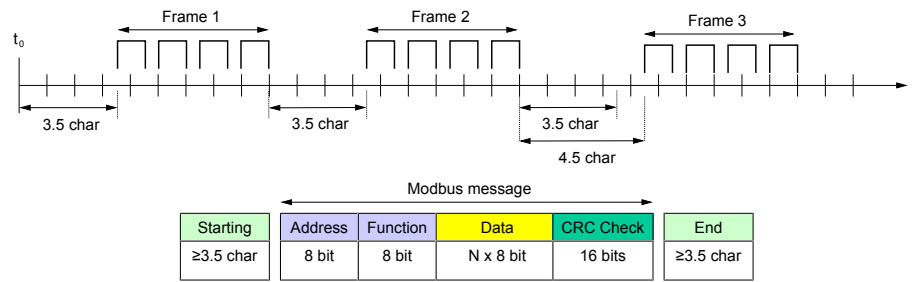 Frame 1 Frame 2 Frame 3
t0
3.5 char 3.5 char 3.5 char
4.5 char
Modbus message
Starting Address Function Data CRC Check End
≥3.5 char 8 bit 8 bit N x 8 bit 16 bits ≥3.5 char